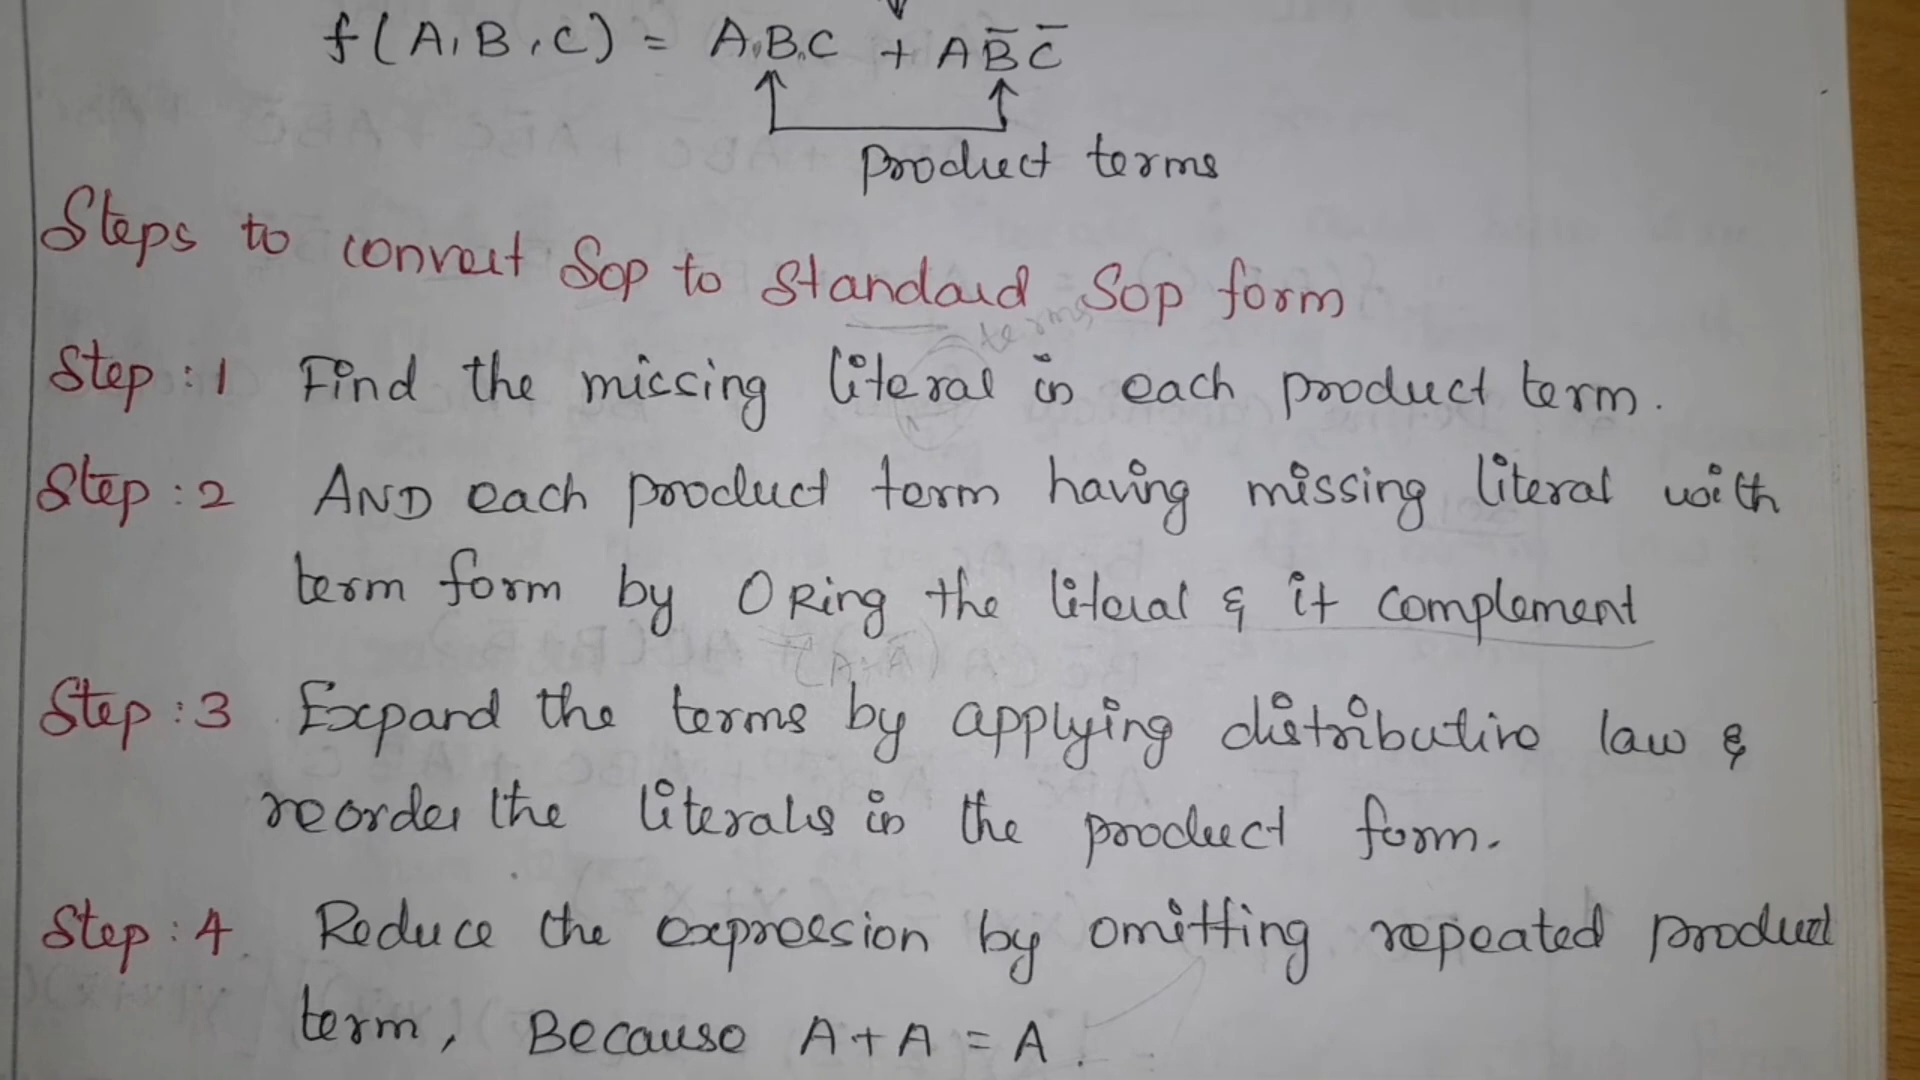 f(A,B,C) = A.B.C + AB̅C̅
Product terms
Steps to convert Sop to Standard Sop form
terms
Step:1 Find the missing literal in each product term.
Step:2 AND each product term having missing literal with
term form by ORing the literal & it complement
(A+A̅)
Step:3 Expand the terms by applying distributive law &
reorder the literals in the product form.
Step:4 Reduce the expression by omitting repeated product
term, Because A+A = A.